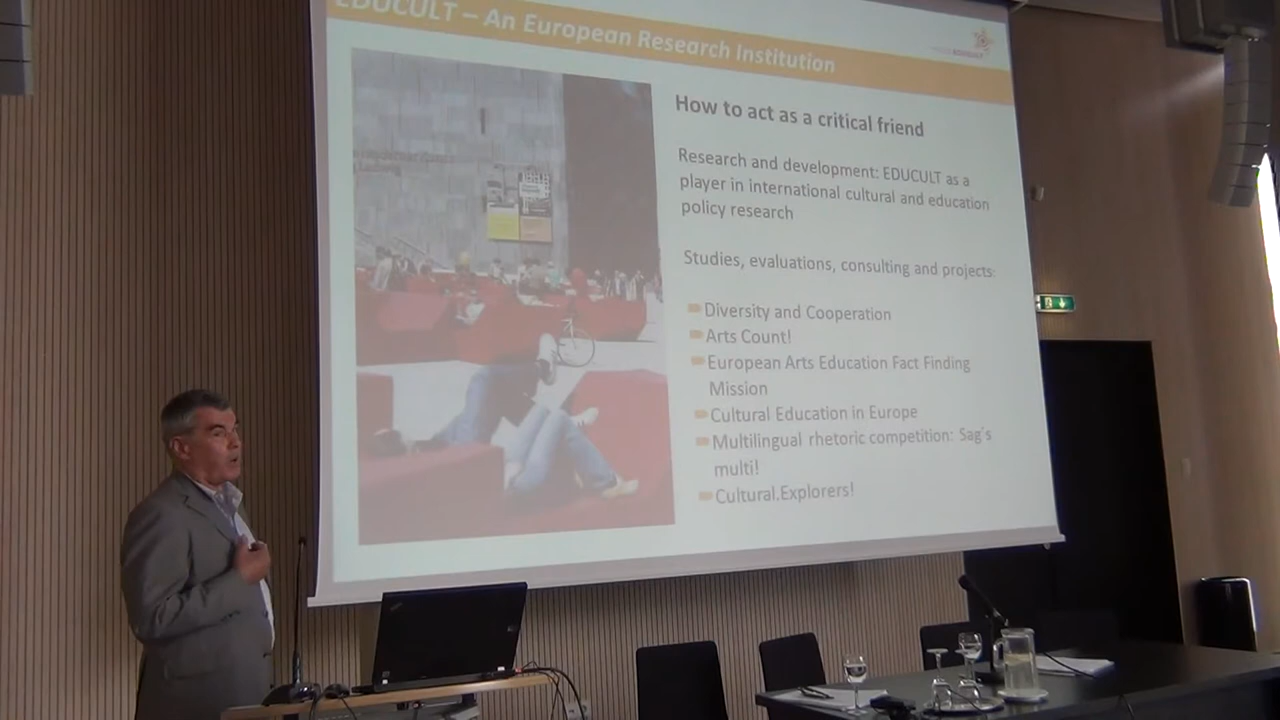 EDUCULT – An European Research Institution
EDUCULT
How to act as a critical friend
Research and development: EDUCULT as a
player in international cultural and education
policy research
Studies, evaluations, consulting and projects:
Diversity and Cooperation
Arts Count!
European Arts Education Fact Finding
Mission
Cultural Education in Europe
Multilingual rhetoric competition: Sag´s
multi!
Cultural.Explorers!